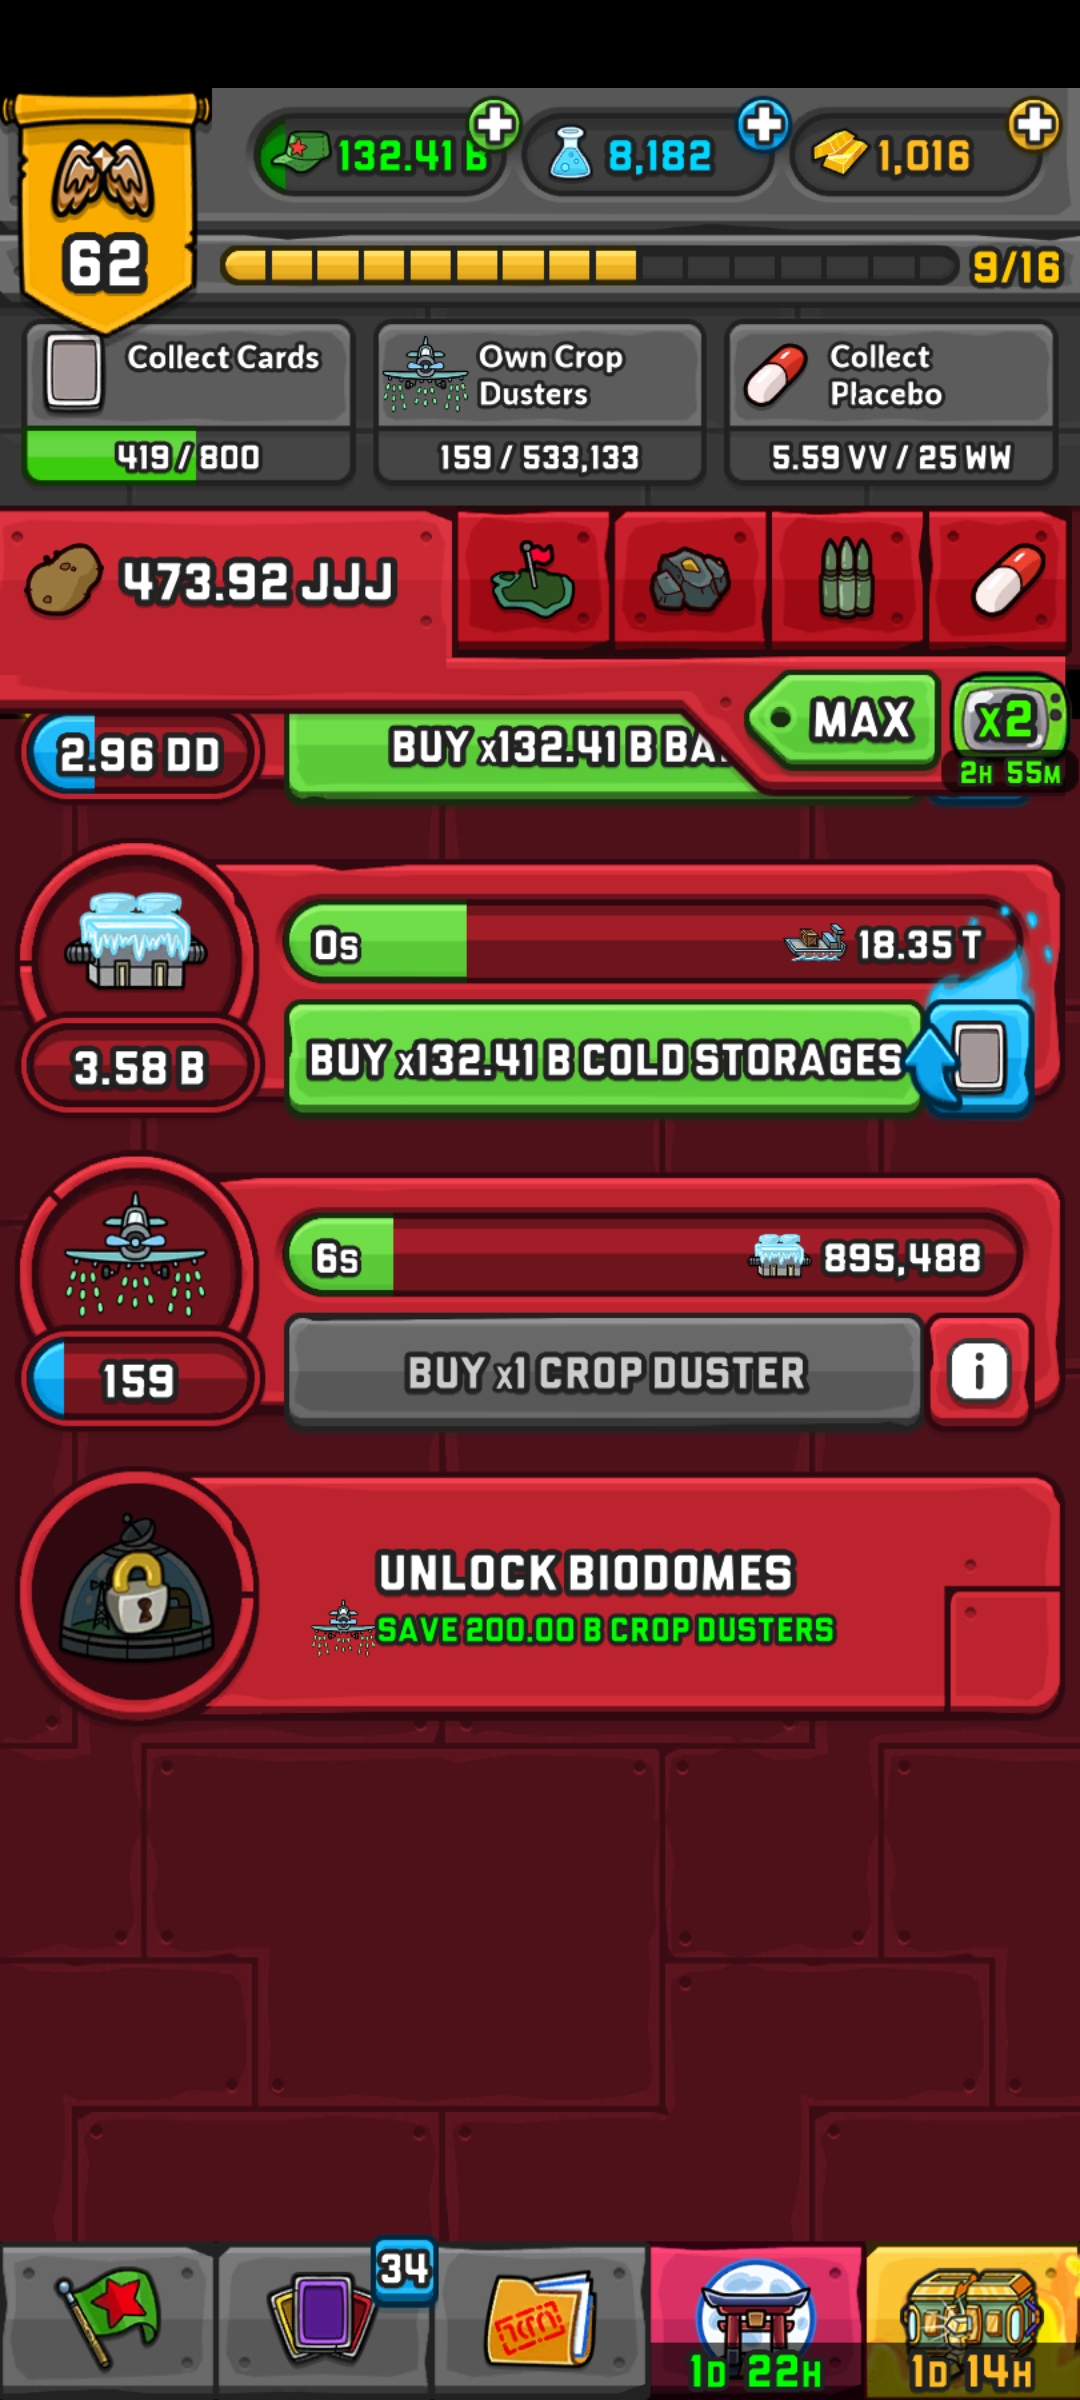 132.41 B
8,182
1,016
62
9/16
Collect Cards
419 / 800
Own Crop
Dusters
159 / 533,133
Collect
Placebo
5.59 VV / 25 WW
473.92 JJJ
MAX
X2
2H 55M
2.96 DD
BUY x132.41 B BA
0s
18.35 T
3.58 B
BUY x132.41 B COLD STORAGES
6s
895,488
159
BUY x1 CROP DUSTER
i
UNLOCK BIODOMES
SAVE 200.00 B CROP DUSTERS
34
1D 22H
1D 14H